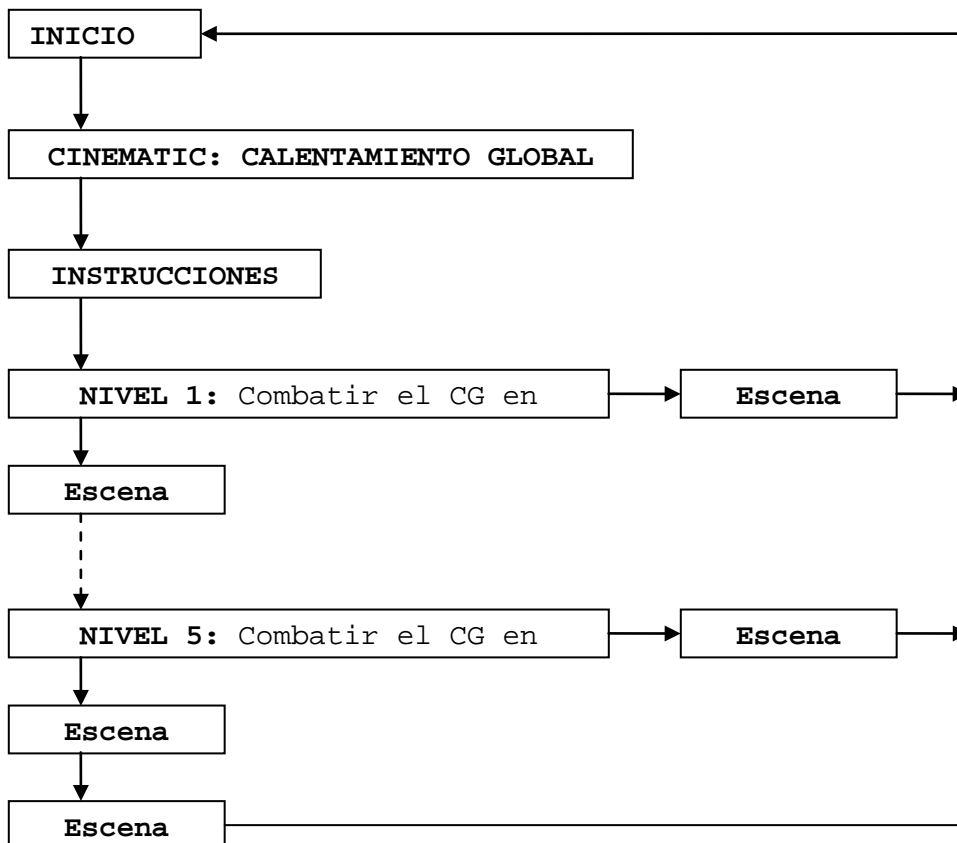 INICIO
CINEMATIC: CALENTAMIENTO GLOBAL
INSTRUCCIONES
NIVEL 1: Combatir el CG en
Escena
Escena
NIVEL 5: Combatir el CG en
Escena
Escena
Escena